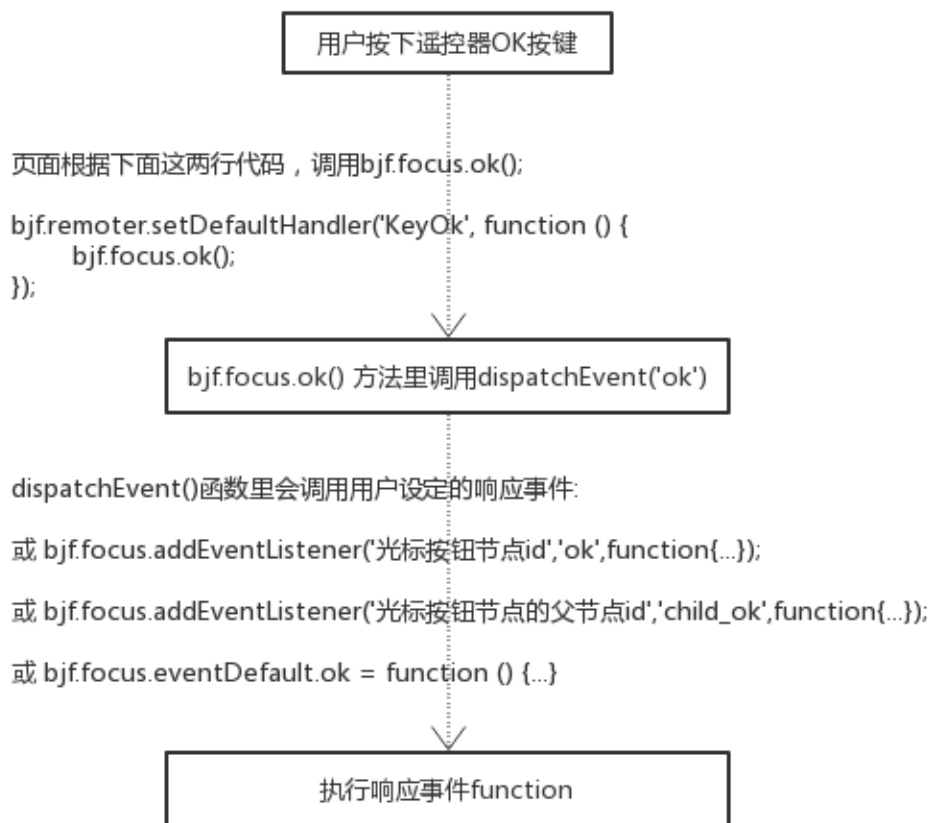 用户按下遥控器OK按键
页面根据下面这两行代码，调用bjf.focus.ok();
bjf.remoter.setDefaultHandler('KeyOk', function () {
bjf.focus.ok();
});
bjf.focus.ok() 方法里调用dispatchEvent('ok')
dispatchEvent()函数里会调用用户设定的响应事件:
或 bjf.focus.addEventListener('光标按钮节点id','ok',function{...});
或 bjf.focus.addEventListener('光标按钮节点的父节点id','child_ok',function{...});
或 bjf.focus.eventDefault.ok = function () {...}
执行响应事件function